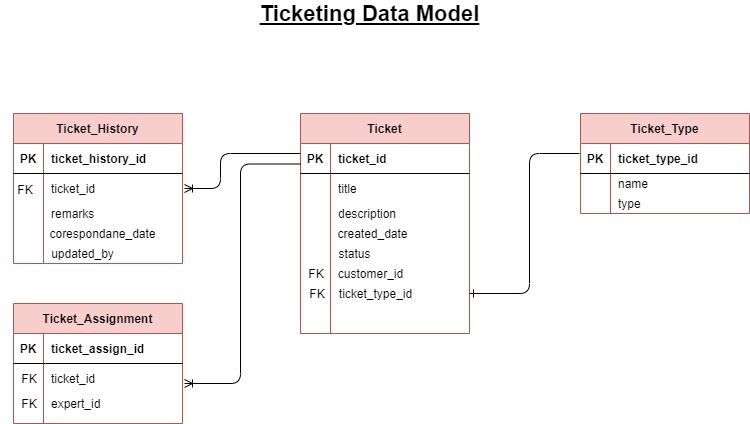 Ticketing Data Model
Ticket_History
PK ticket_history_id
FK ticket_id
remarks
corespondane_date
updated_by
Ticket
PK ticket_id
title
description
created_date
status
FK customer_id
FK ticket_type_id
Ticket_Type
PK ticket_type_id
name
type
Ticket_Assignment
PK ticket_assign_id
FK ticket_id
FK expert_id